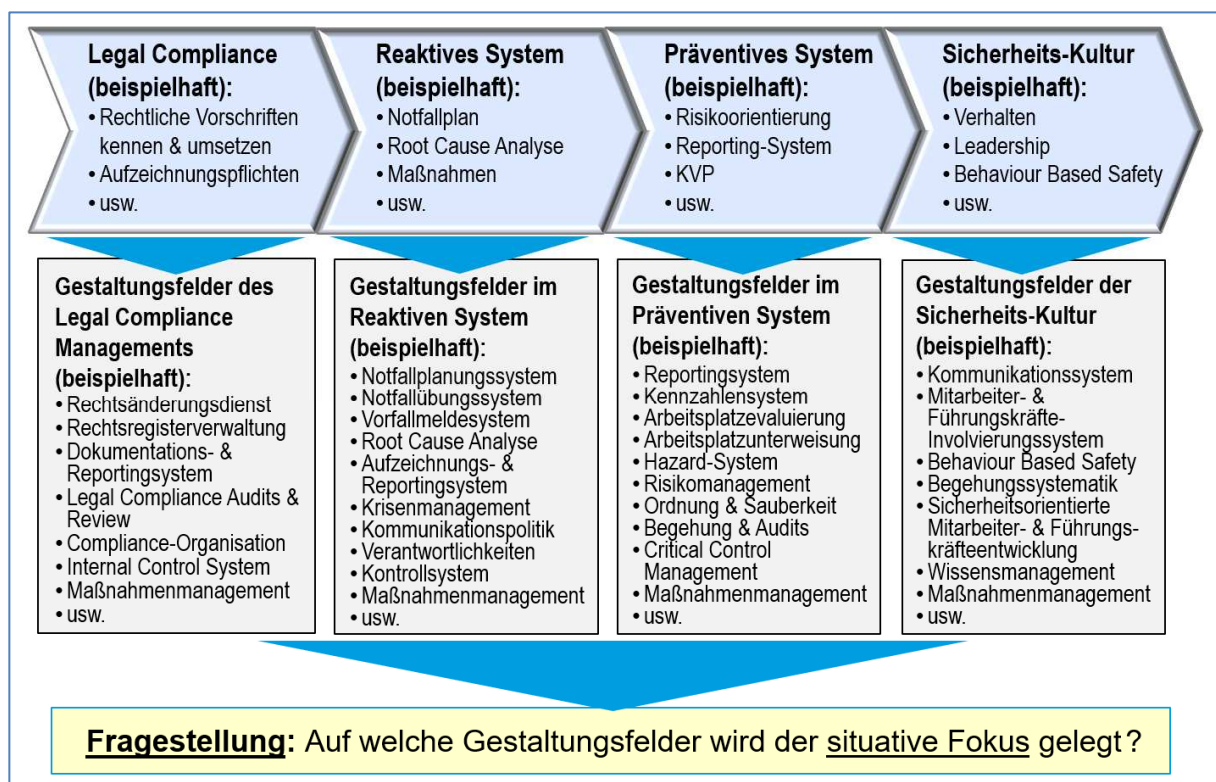 Legal Compliance
(beispielhaft):
• Rechtliche Vorschriften
kennen & umsetzen
• Aufzeichnungspflichten
• usw.
Reaktives System
(beispielhaft):
• Notfallplan
• Root Cause Analyse
• Maßnahmen
• usw.
Präventives System
(beispielhaft):
• Risikoorientierung
• Reporting-System
• KVP
• usw.
Sicherheits-Kultur
(beispielhaft):
• Verhalten
• Leadership
• Behaviour Based Safety
• usw.
Gestaltungsfelder des
Legal Compliance
Managements
(beispielhaft):
• Rechtsänderungsdienst
• Rechtsregisterverwaltung
• Dokumentations- &
Reportingsystem
• Legal Compliance Audits &
Review
• Compliance-Organisation
• Internal Control System
• Maßnahmenmanagement
• usw.
Gestaltungsfelder im
Reaktiven System
(beispielhaft):
• Notfallplanungssystem
• Notfallübungssystem
• Vorfallmeldesystem
• Root Cause Analyse
• Aufzeichnungs- &
Reportingsystem
• Krisenmanagement
• Kommunikationspolitik
• Verantwortlichkeiten
• Kontrollsystem
• Maßnahmenmanagement
• usw.
Gestaltungsfelder im
Präventiven System
(beispielhaft):
• Reportingsystem
• Kennzahlensystem
• Arbeitsplatzevaluierung
• Arbeitsplatzunterweisung
• Hazard-System
• Risikomanagement
• Ordnung & Sauberkeit
• Begehung & Audits
• Critical Control
Management
• Maßnahmenmanagement
• usw.
Gestaltungsfelder der
Sicherheits-Kultur
(beispielhaft):
• Kommunikationssystem
• Mitarbeiter- &
Führungskräfte-
Involvierungssystem
• Behaviour Based Safety
• Begehungssystematik
• Sicherheitsorientierte
Mitarbeiter- & Führungs-
kräfteentwicklung
• Wissensmanagement
• Maßnahmenmanagement
• usw.
Fragestellung: Auf welche Gestaltungsfelder wird der situative Fokus gelegt?